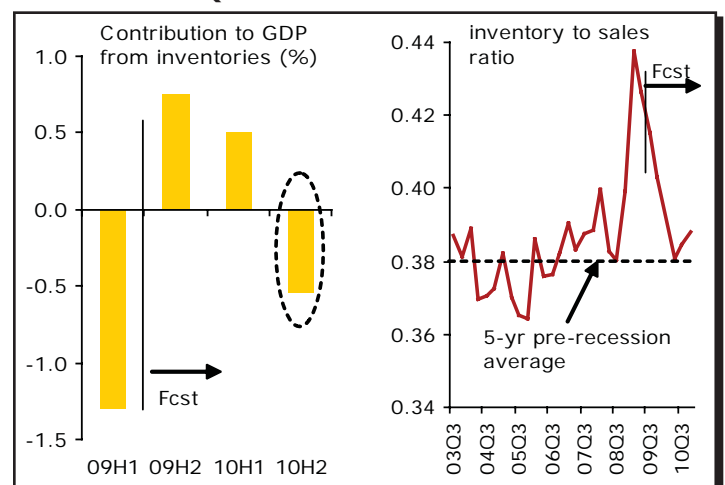 Contribution to GDP
from inventories (%)
1.0
0.5
0.0
-0.5
-1.0
-1.5
Fcst
09H1 09H2 10H1 10H2
inventory to sales
ratio
0.44
0.42
0.40
0.38
0.36
0.34
Fcst
5-yr pre-recession
average
03Q3
04Q3
05Q3
06Q3
07Q3
08Q3
09Q3
10Q3